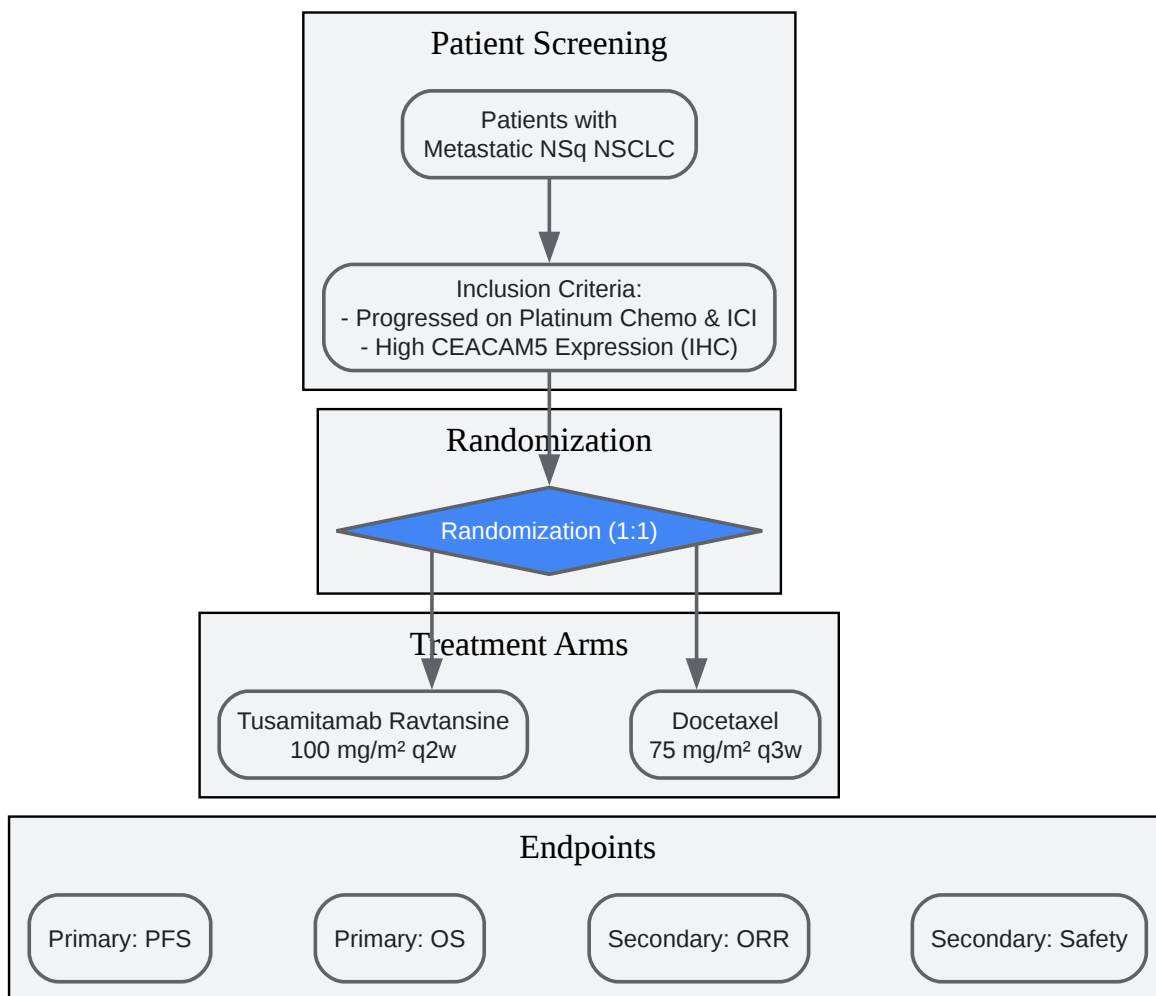 Patient Screening
Patients with
Metastatic NSq NSCLC
Inclusion Criteria:
- Progressed on Platinum Chemo & ICI
- High CEACAM5 Expression (IHC)
Randomization
Randomization (1:1)
Treatment Arms
Tusamitamab Ravtansine
100 mg/m² q2w
Docetaxel
75 mg/m² q3w
Endpoints
Primary: PFS
Primary: OS
Secondary: ORR
Secondary: Safety